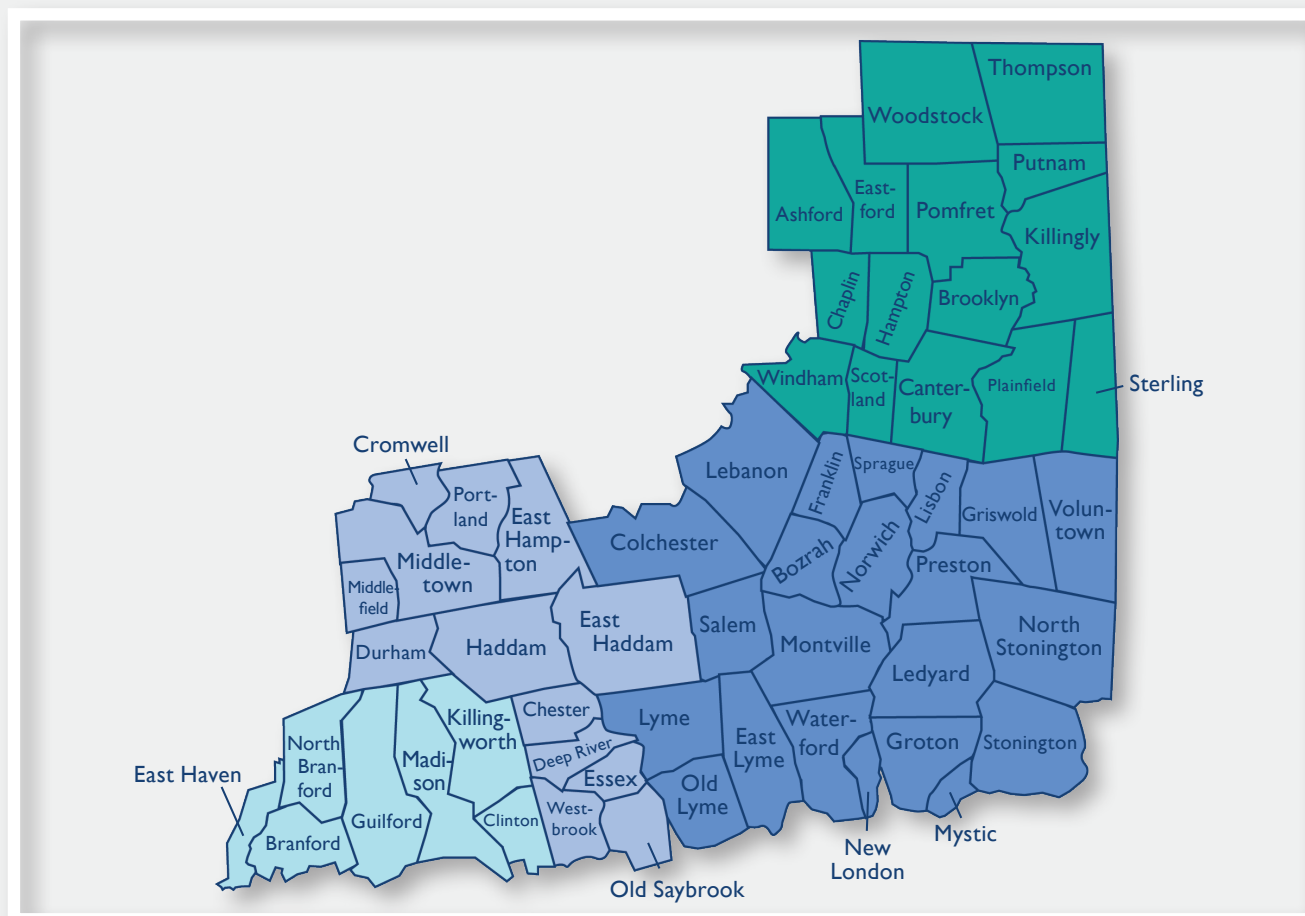 Thompson
Woodstock
Putnam
East-
ford
Ashford
Pomfret
Killingly
Chaplin
Hampton
Brooklyn
Windham
Scot-
land
Canter-
bury
Plainfield
Sterling
Cromwell
Port-
land
East
Hamp-
ton
Middle-
town
Middle-
field
Lebanon
Franklin
Sprague
Lisbon
Griswold
Volun-
town
Colchester
Bozrah
Norwich
Preston
Durham
Haddam
East
Haddam
Salem
Montville
North
Stonington
Ledyard
Chester
Lyme
Water-
ford
East
Lyme
Groton
Stonington
Killing-
worth
North
Bran-
ford
Madi-
son
Deep River
Essex
Old
Lyme
East Haven
Guilford
Clinton
West-
brook
Branford
Mystic
New
London
Old Saybrook